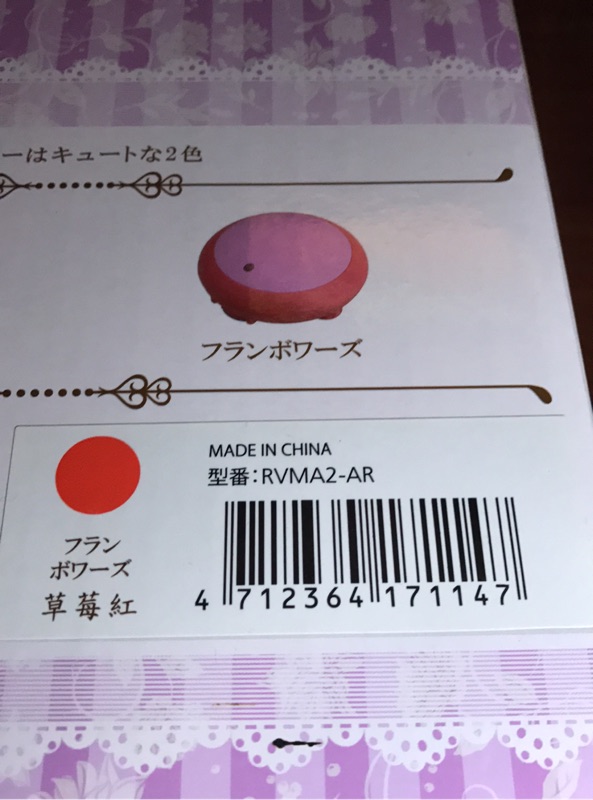 ーはキュートな2色
フランボワーズ
MADE IN CHINA
型番：RVMA2-AR
フラン
ボワーズ
草莓紅
4 712364 171147